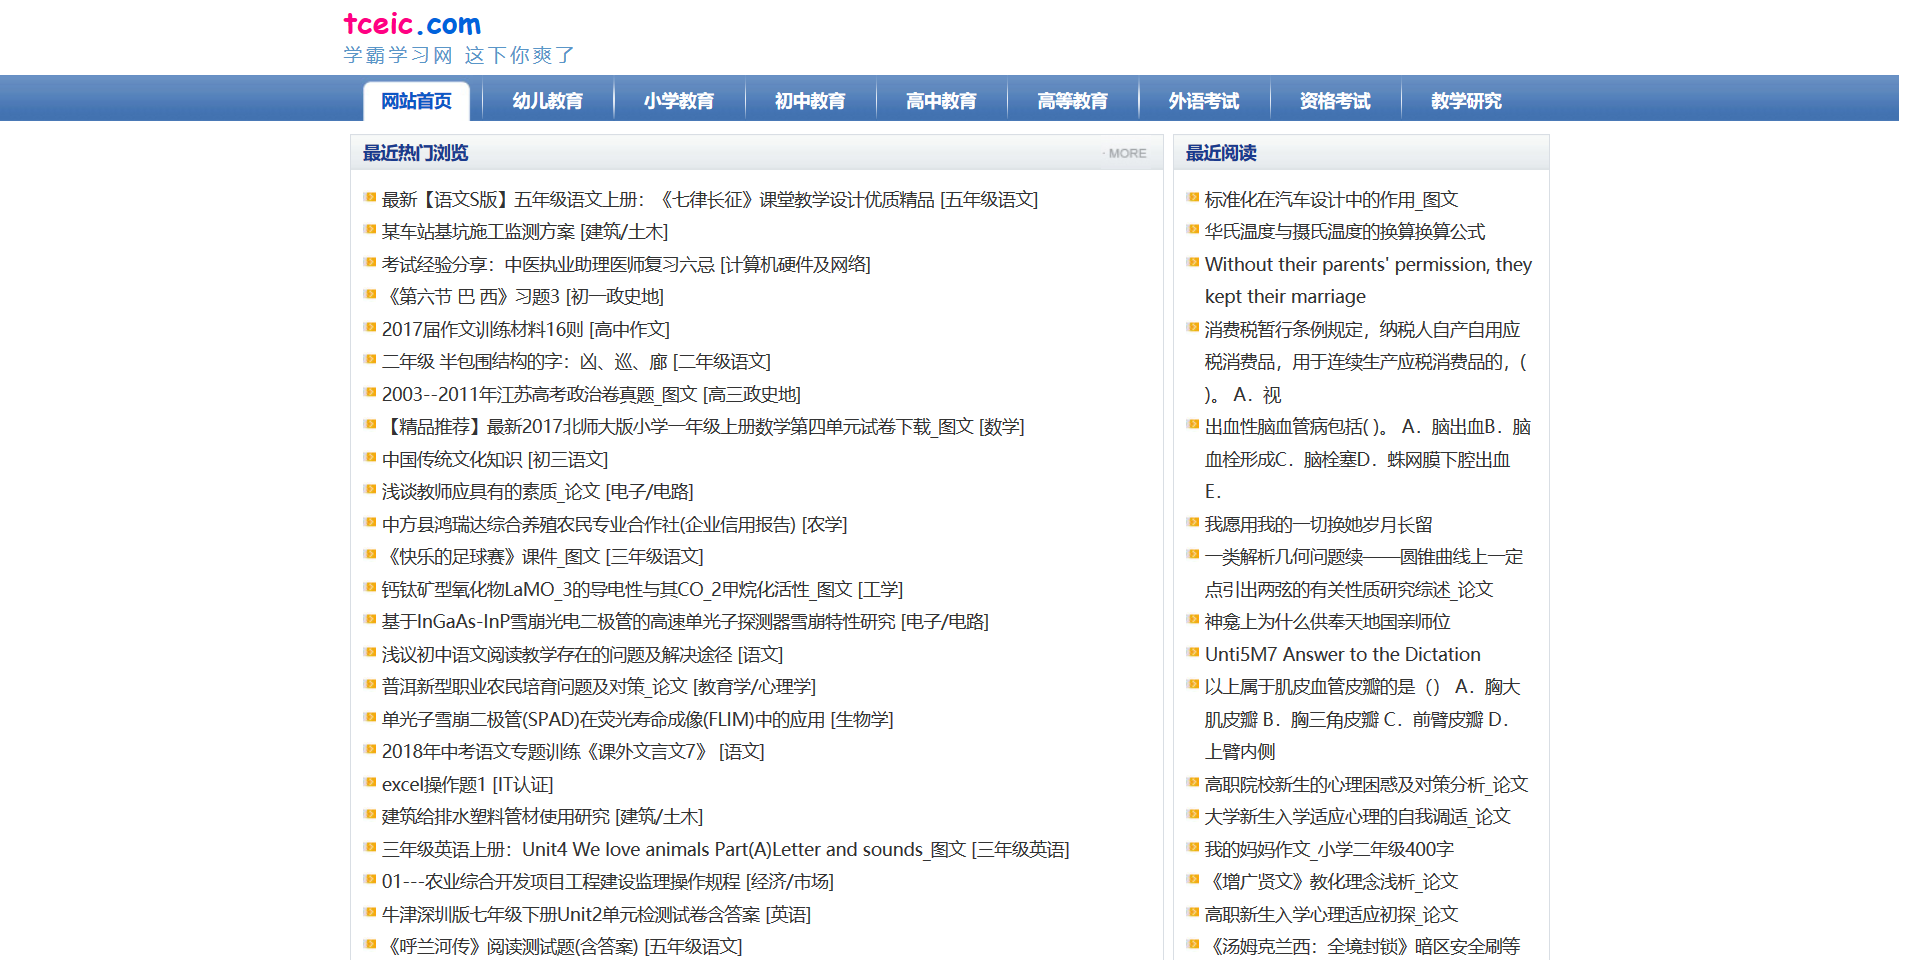 tceic.com
学霸学习网 这下你爽了
网站首页 幼儿教育 小学教育 初中教育 高中教育 高等教育 外语考试 资格考试 教学研究
最近热门浏览
· MORE
最新【语文S版】五年级语文上册：《七律长征》课堂教学设计优质精品 [五年级语文]
某车站基坑施工监测方案 [建筑/土木]
考试经验分享：中医执业助理医师复习六忌 [计算机硬件及网络]
《第六节 巴 西》习题3 [初一政史地]
2017届作文训练材料16则 [高中作文]
二年级 半包围结构的字：凶、巡、廊 [二年级语文]
2003--2011年江苏高考政治卷真题_图文 [高三政史地]
【精品推荐】最新2017北师大版小学一年级上册数学第四单元试卷下载_图文 [数学]
中国传统文化知识 [初三语文]
浅谈教师应具有的素质_论文 [电子/电路]
中方县鸿瑞达综合养殖农民专业合作社(企业信用报告) [农学]
《快乐的足球赛》课件_图文 [三年级语文]
钙钛矿型氧化物LaMO_3的导电性与其CO_2甲烷化活性_图文 [工学]
基于InGaAs-InP雪崩光电二极管的高速单光子探测器雪崩特性研究 [电子/电路]
浅议初中语文阅读教学存在的问题及解决途径 [语文]
普洱新型职业农民培育问题及对策_论文 [教育学/心理学]
单光子雪崩二极管(SPAD)在荧光寿命成像(FLIM)中的应用 [生物学]
2018年中考语文专题训练《课外文言文7》 [语文]
excel操作题1 [IT认证]
建筑给排水塑料管材使用研究 [建筑/土木]
三年级英语上册：Unit4 We love animals Part(A)Letter and sounds_图文 [三年级英语]
01---农业综合开发项目工程建设监理操作规程 [经济/市场]
牛津深圳版七年级下册Unit2单元检测试卷含答案 [英语]
《呼兰河传》阅读测试题(含答案) [五年级语文]
最近阅读
标准化在汽车设计中的作用_图文
华氏温度与摄氏温度的换算换算公式
Without their parents' permission, they
kept their marriage
消费税暂行条例规定，纳税人自产自用应
税消费品，用于连续生产应税消费品的，(
)。 A．视
出血性脑血管病包括( )。 A．脑出血B．脑
血栓形成C．脑栓塞D．蛛网膜下腔出血
E．
我愿用我的一切换她岁月长留
一类解析几何问题续——圆锥曲线上一定
点引出两弦的有关性质研究综述_论文
神龛上为什么供奉天地国亲师位
Unti5M7 Answer to the Dictation
以上属于肌皮血管皮瓣的是（） A．胸大
肌皮瓣 B．胸三角皮瓣 C．前臂皮瓣 D．
上臂内侧
高职院校新生的心理困惑及对策分析_论文
大学新生入学适应心理的自我调适_论文
我的妈妈作文_小学二年级400字
《增广贤文》教化理念浅析_论文
高职新生入学心理适应初探_论文
《汤姆克兰西：全境封锁》暗区安全刷等